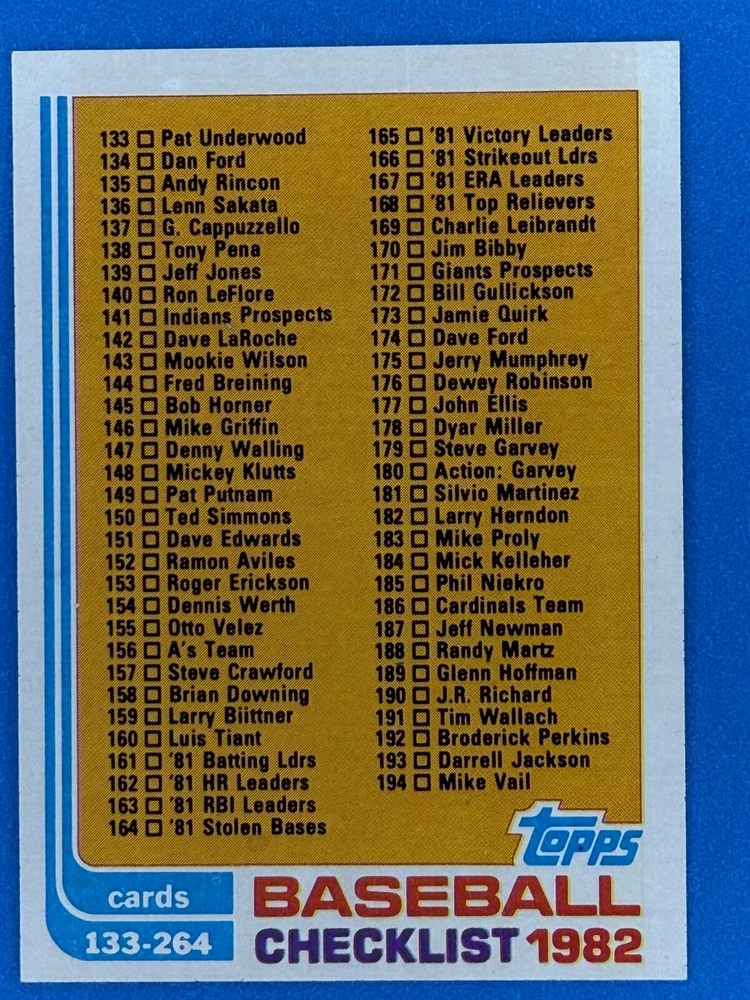 133 Pat Underwood
134 Dan Ford
135 Andy Rincon
136 Lenn Sakata
137 G. Cappuzzello
138 Tony Pena
139 Jeff Jones
140 Ron LeFlore
141 Indians Prospects
142 Dave LaRoche
143 Mookie Wilson
144 Fred Breining
145 Bob Horner
146 Mike Griffin
147 Denny Walling
148 Mickey Klutts
149 Pat Putnam
150 Ted Simmons
151 Dave Edwards
152 Ramon Aviles
153 Roger Erickson
154 Dennis Werth
155 Otto Velez
156 A's Team
157 Steve Crawford
158 Brian Downing
159 Larry Biittner
160 Luis Tiant
161 '81 Batting Ldrs
162 '81 HR Leaders
163 '81 RBI Leaders
164 '81 Stolen Bases
165 '81 Victory Leaders
166 '81 Strikeout Ldrs
167 '81 ERA Leaders
168 '81 Top Relievers
169 Charlie Leibrandt
170 Jim Bibby
171 Giants Prospects
172 Bill Gullickson
173 Jamie Quirk
174 Dave Ford
175 Jerry Mumphrey
176 Dewey Robinson
177 John Ellis
178 Dyar Miller
179 Steve Garvey
180 Action: Garvey
181 Silvio Martinez
182 Larry Herndon
183 Mike Proly
184 Mick Kelleher
185 Phil Niekro
186 Cardinals Team
187 Jeff Newman
188 Randy Martz
189 Glenn Hoffman
190 J.R. Richard
191 Tim Wallach
192 Broderick Perkins
193 Darrell Jackson
194 Mike Vail
topps
cards
133-264
BASEBALL
CHECKLIST 1982